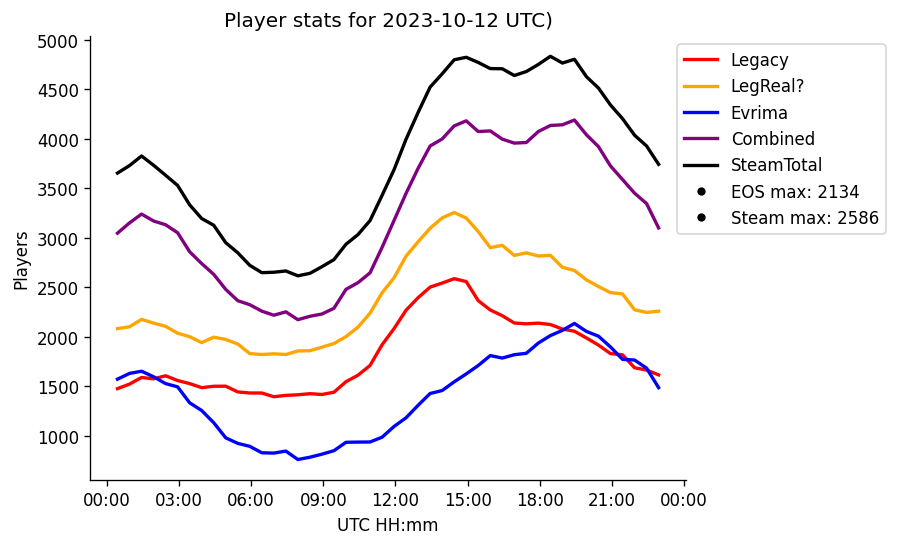 Player stats for 2023-10-12 UTC)
5000
4500
4000
3500
3000
2500
2000
1500
1000
Players
00:00 03:00 06:00 09:00 12:00 15:00 18:00 21:00 00:00
UTC HH:mm
Legacy
LegReal?
Evrima
Combined
SteamTotal
EOS max: 2134
Steam max: 2586